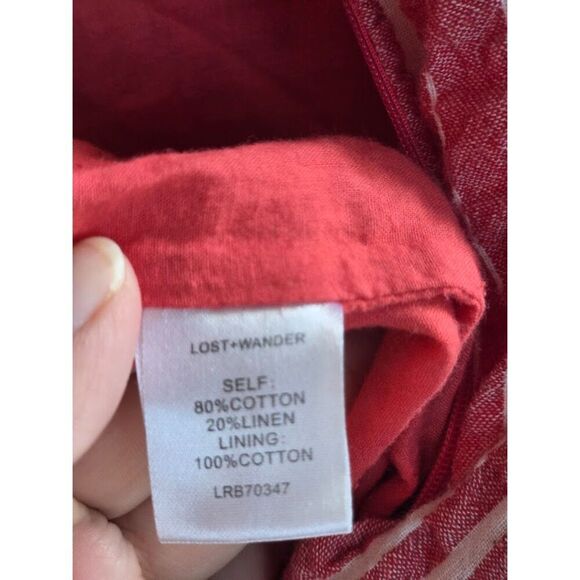 LOST+WANDER
SELF:
80%COTTON
20%LINEN
LINING:
100%COTTON
LRB70347